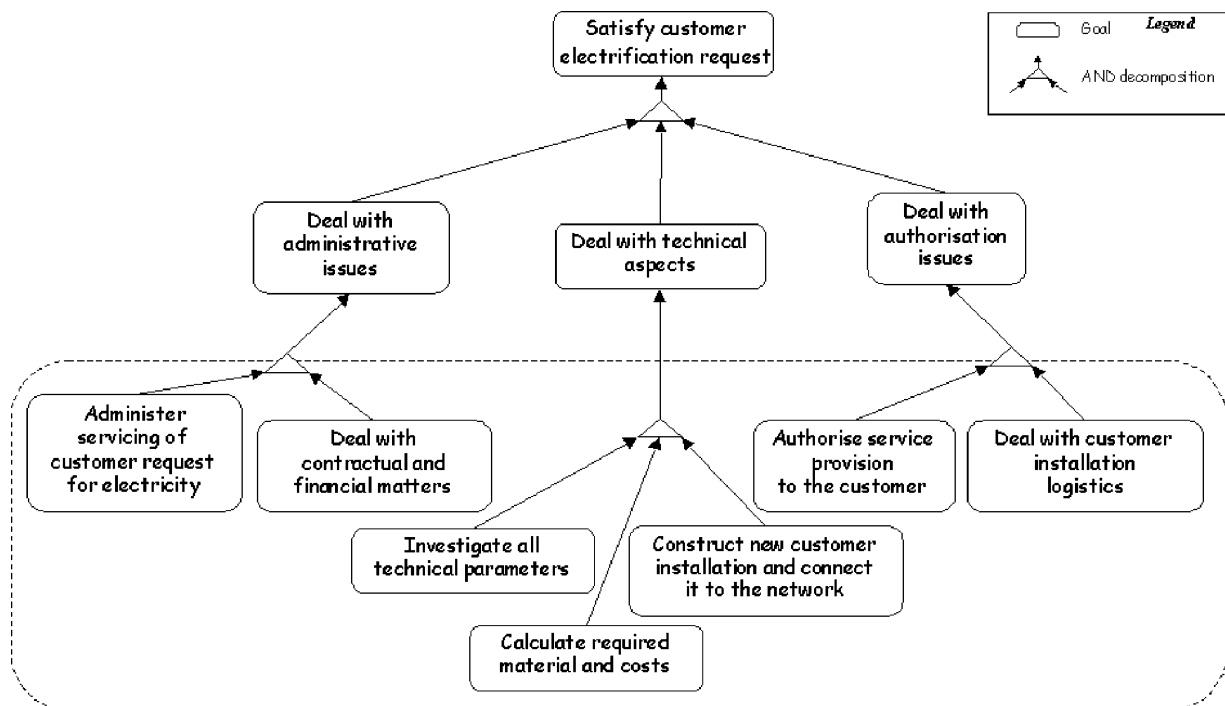 Satisfy customer
electrification request
Legend
Goal
AND decomposition
Deal with
administrative
issues
Deal with technical
aspects
Deal with
authorisation
issues
Administer
servicing of
customer request
for electricity
Deal with
contractual and
financial matters
Authorise service
provision
to the customer
Deal with customer
installation
logistics
Investigate all
technical parameters
Construct new customer
installation and connect
it to the network
Calculate required
material and costs